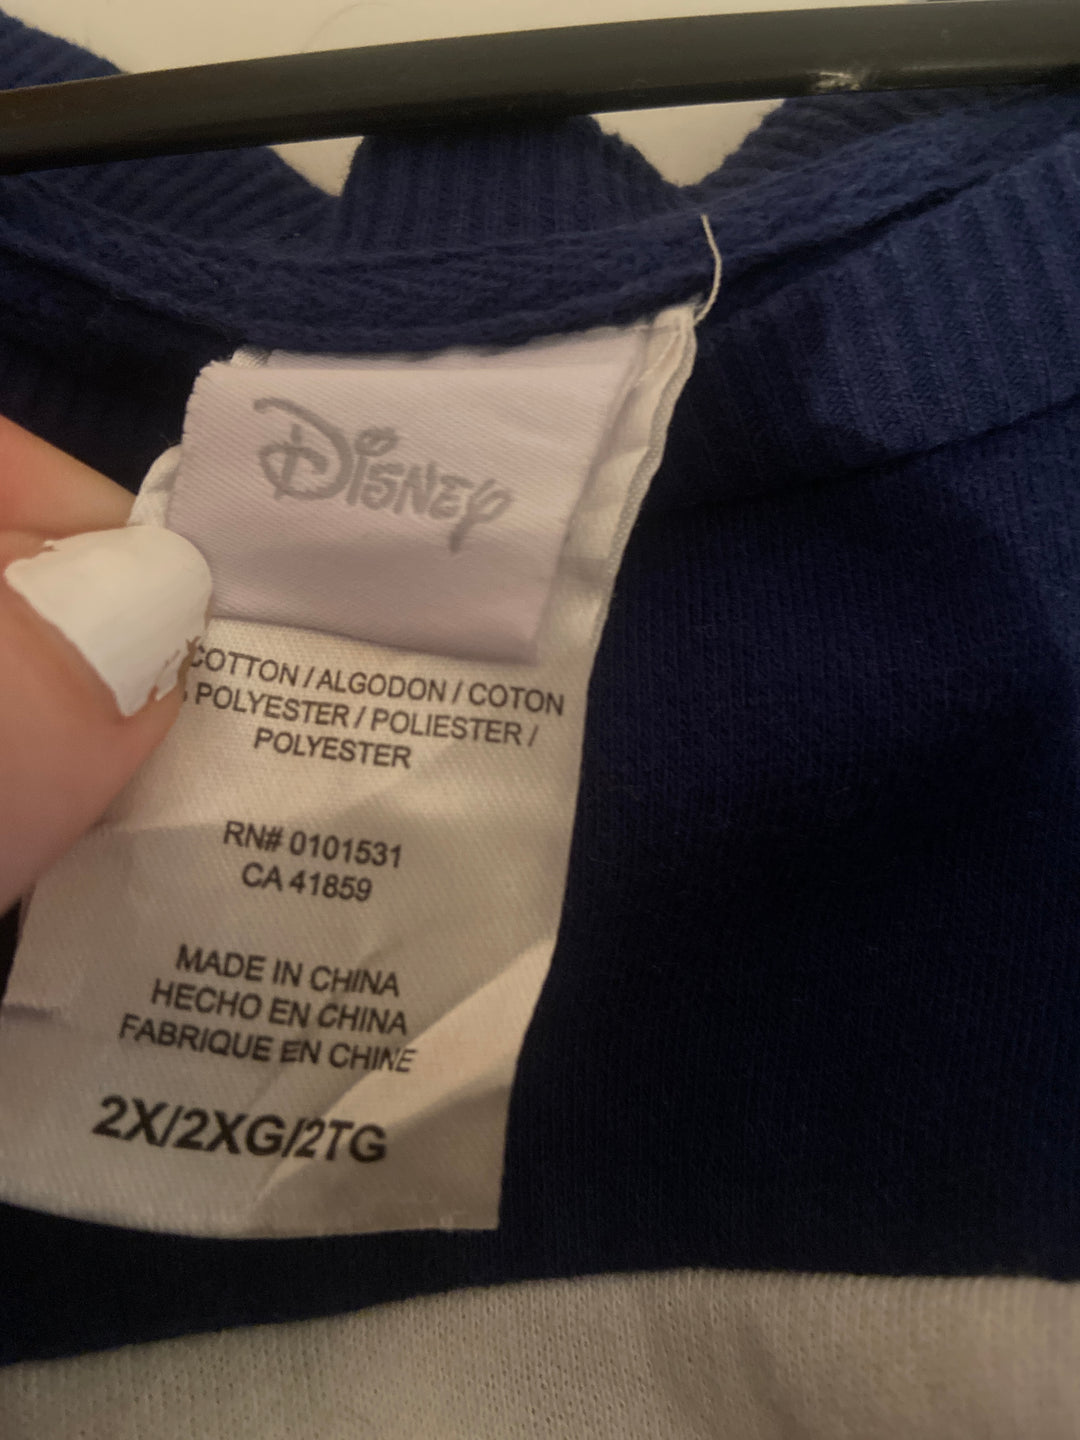 Disney
COTTON / ALGODON / COTON
POLYESTER / POLIESTER /
POLYESTER
RN# 0101531
CA 41859
MADE IN CHINA
HECHO EN CHINA
FABRIQUE EN CHINE
2X/2XG/2TG